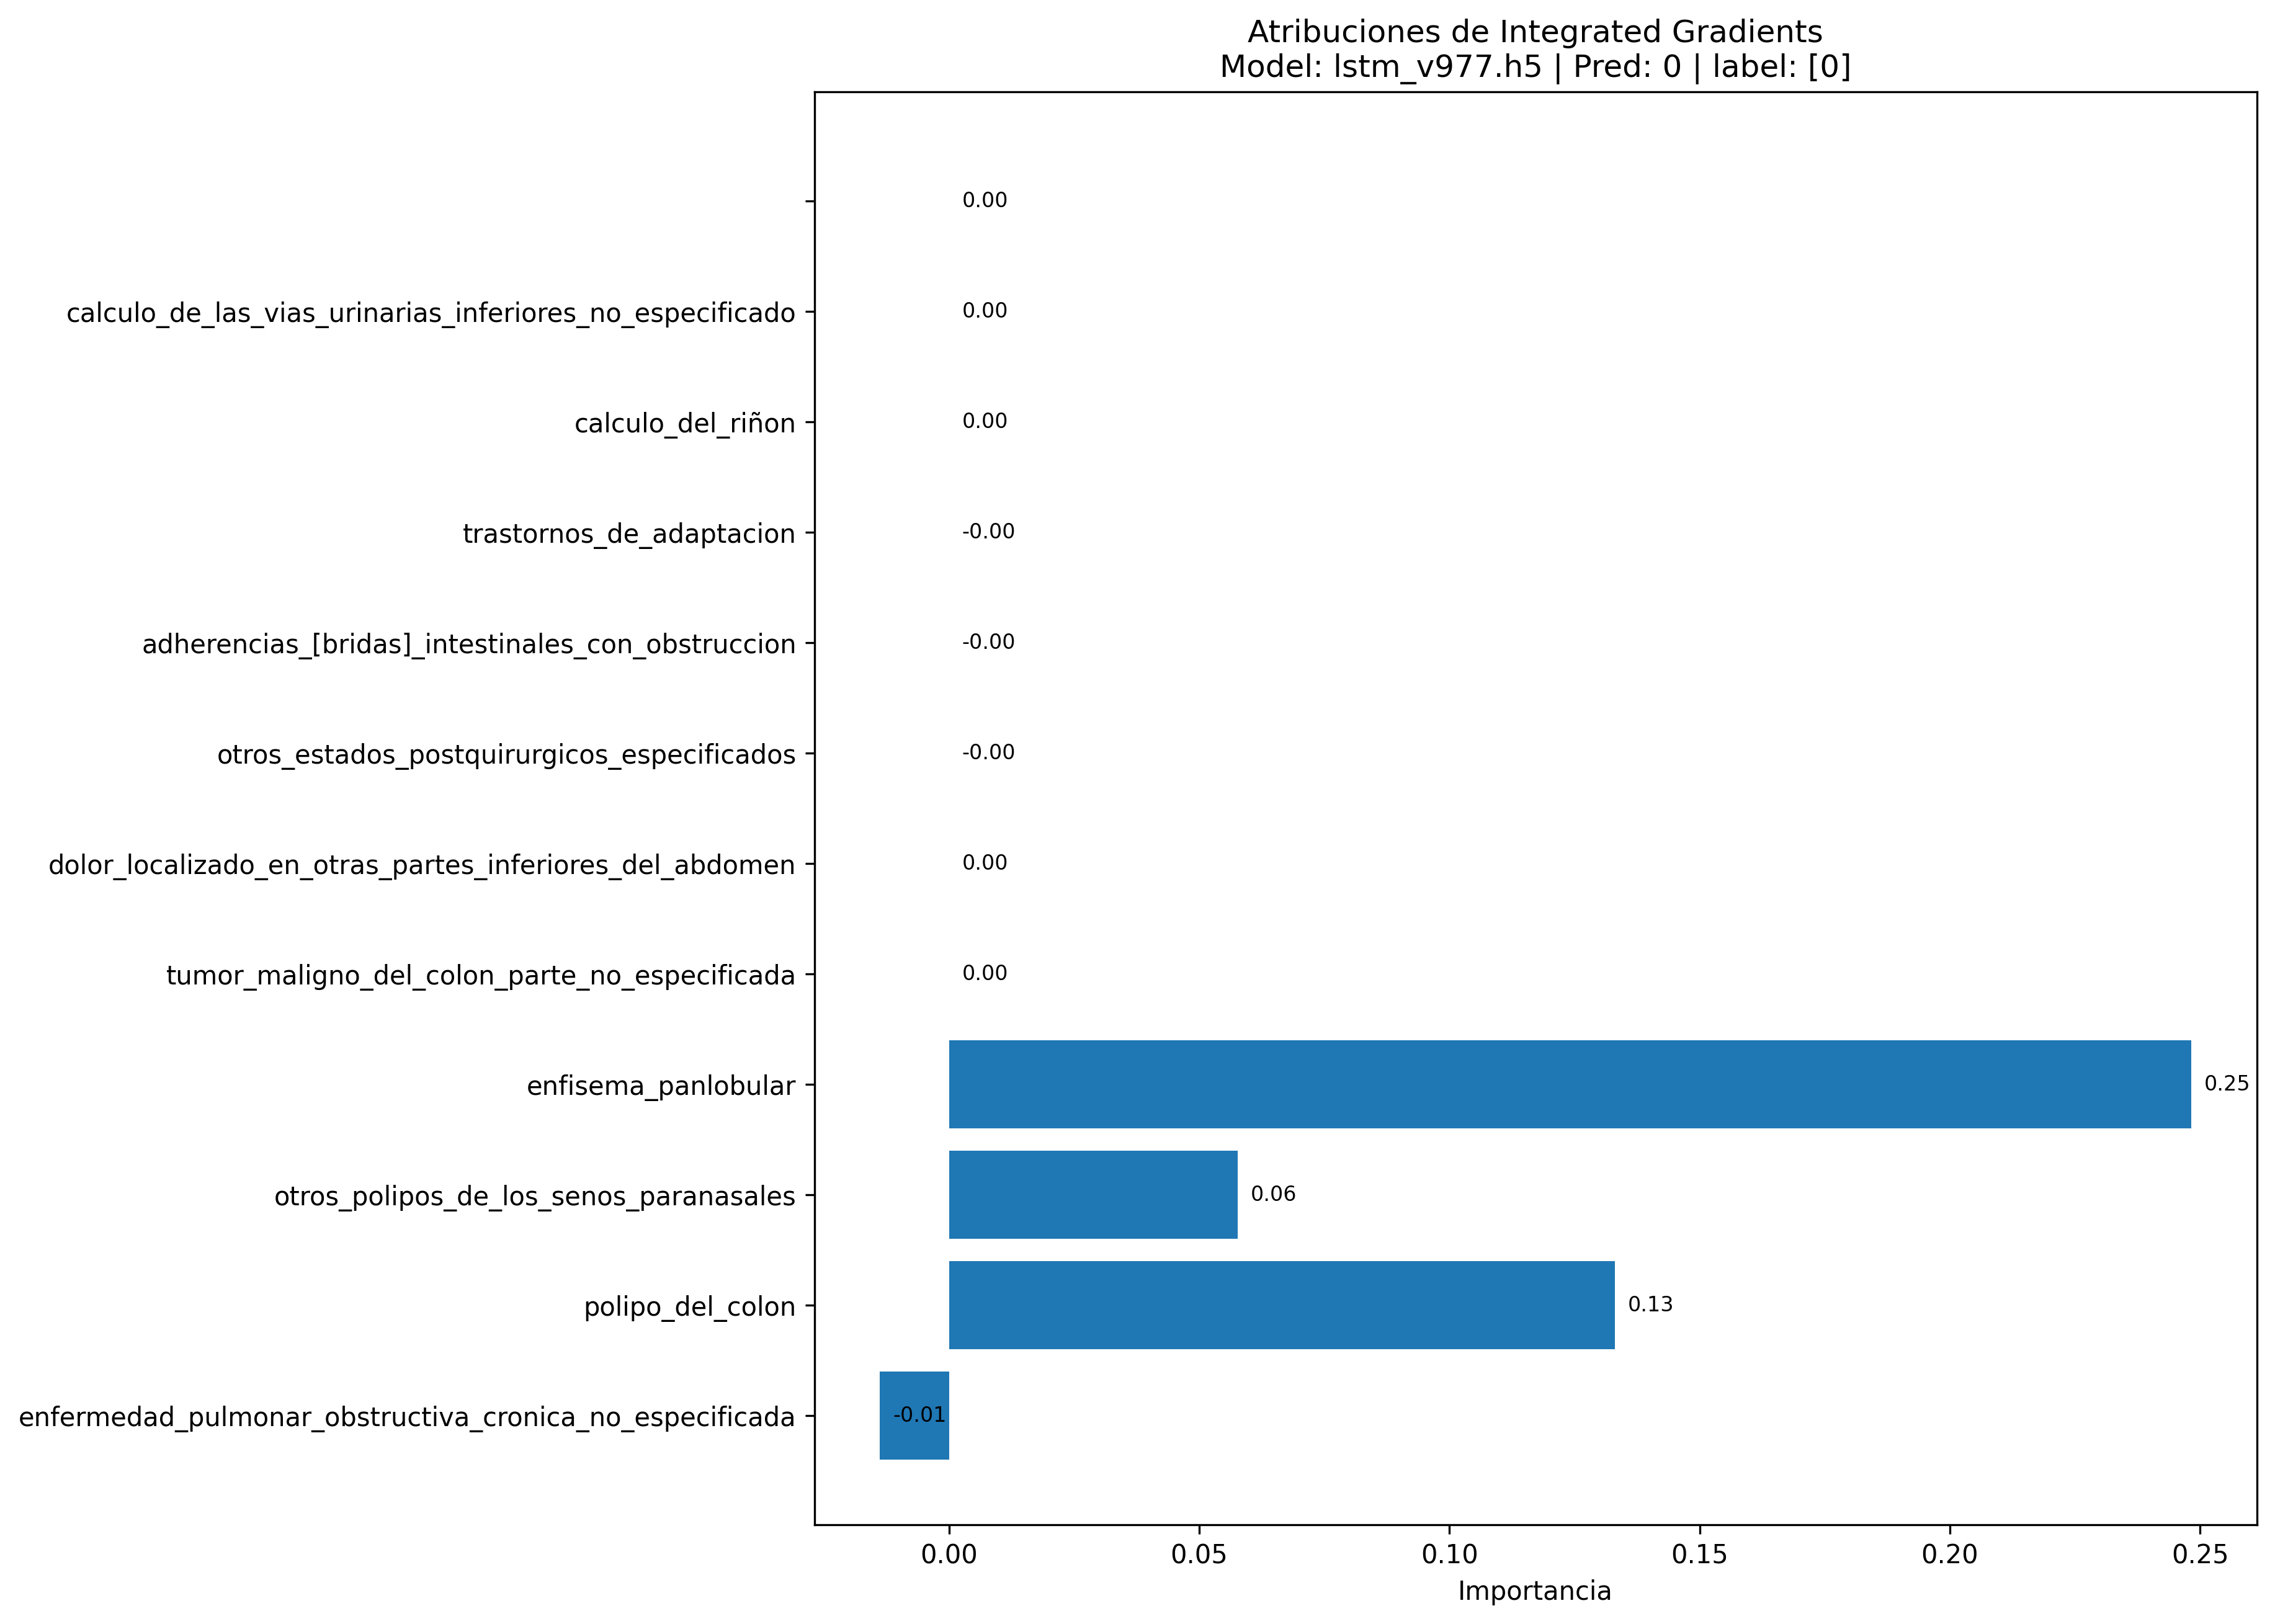 Atribuciones de Integrated Gradients
Model: lstm_v977.h5 | Pred: 0 | label: [0]
0.00
calculo_de_las_vias_urinarias_inferiores_no_especificado 0.00
calculo_del_riñon 0.00
trastornos_de_adaptacion -0.00
adherencias_[bridas]_intestinales_con_obstruccion -0.00
otros_estados_postquirurgicos_especificados -0.00
dolor_localizado_en_otras_partes_inferiores_del_abdomen 0.00
tumor_maligno_del_colon_parte_no_especificada 0.00
enfisema_panlobular 0.25
otros_polipos_de_los_senos_paranasales 0.06
polipo_del_colon 0.13
enfermedad_pulmonar_obstructiva_cronica_no_especificada -0.01
0.00 0.05 0.10 0.15 0.20 0.25
Importancia